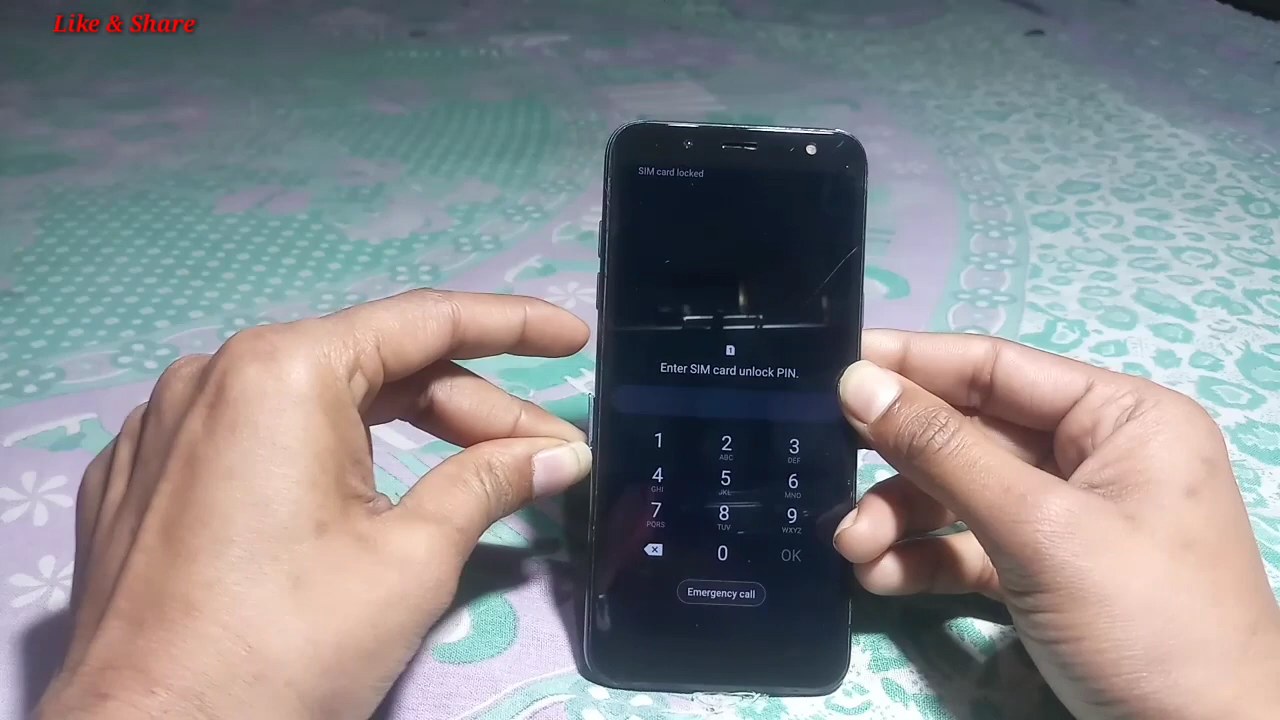 Like & Share
SIM card locked
1
Enter SIM card unlock PIN.
1 2 3
ABC DEF
4 5 6
GHI JKL MNO
7 8 9
PQRS TUV WXYZ
0 OK
Emergency call